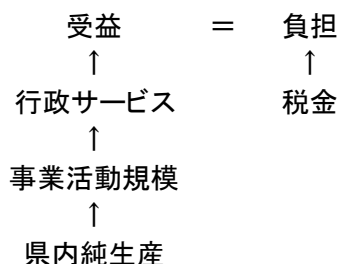 受益 ＝ 負担
↑ ↑
行政サービス 税金
↑
事業活動規模
↑
県内純生産